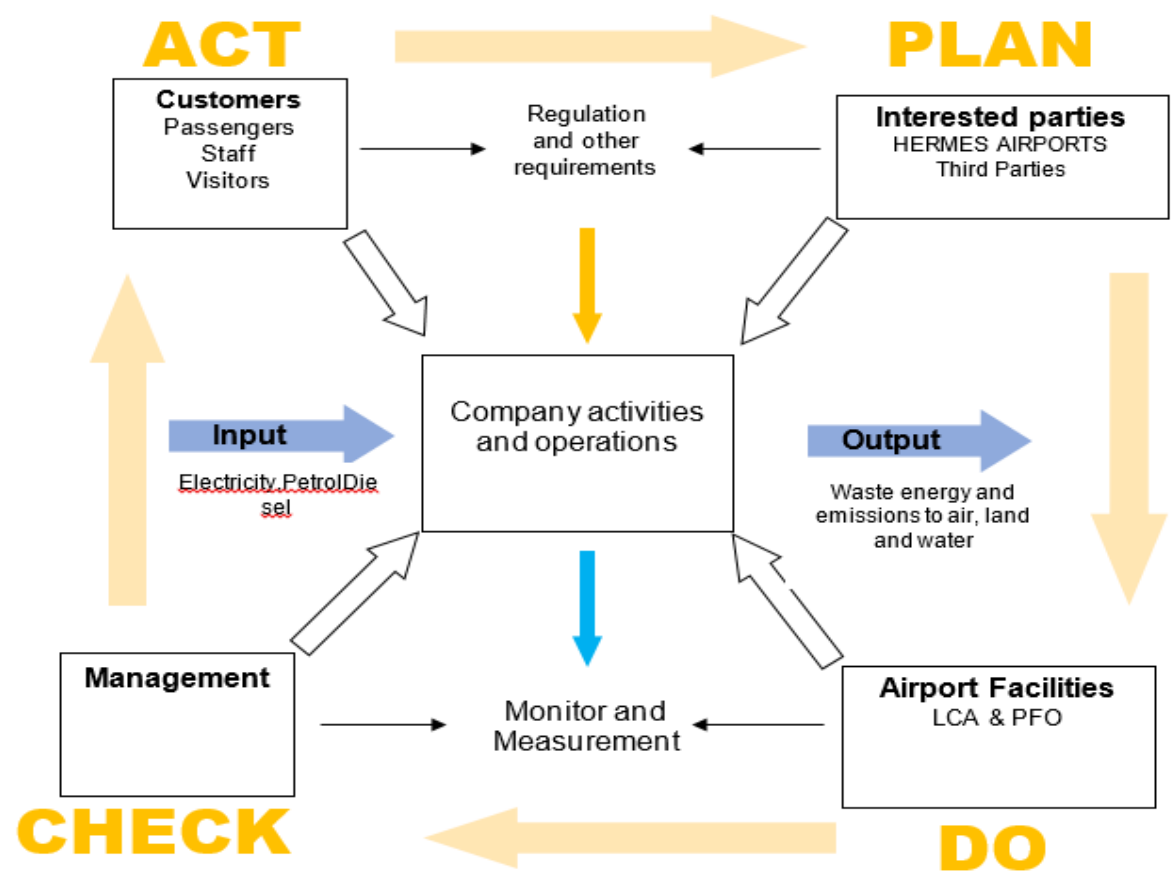 ACT
PLAN
Customers
Passengers
Staff
Visitors
Regulation
and other
requirements
Interested parties
HERMES AIRPORTS
Third Parties
Input
Electricity.PetrolDie
sel
Company activities
and operations
Output
Waste energy and
emissions to air, land
and water
Management
Monitor and
Measurement
Airport Facilities
LCA & PFO
CHECK
DO